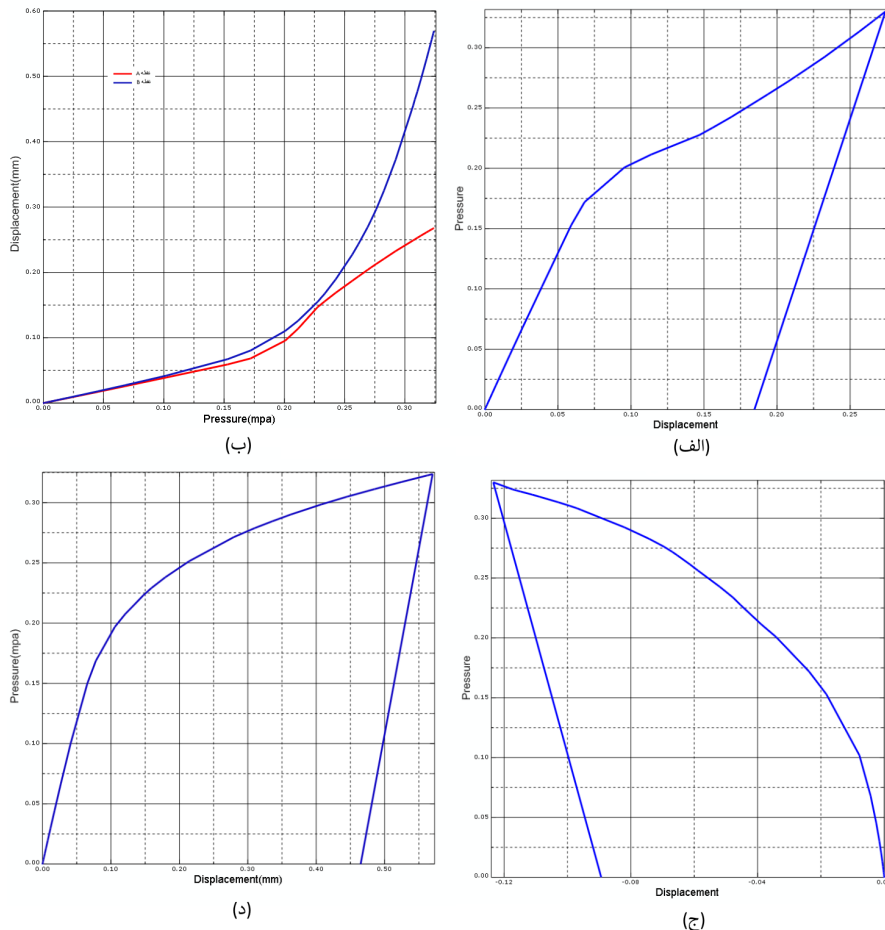 0.60
0.50
0.40
0.30
0.20
0.10
0.00
Displacement(mm)
نقطه A
نقطه B
0.00 0.05 0.10 0.15 0.20 0.25 0.30
Pressure(mpa)
(ب)
0.30
0.25
0.20
0.15
0.10
0.05
0.00
Pressure
0.00 0.05 0.10 0.15 0.20 0.25
Displacement
(الف)
0.30
0.25
0.20
0.15
0.10
0.05
0.00
Pressure(mpa)
0.00 0.10 0.20 0.30 0.40 0.50
Displacement(mm)
(د)
0.30
0.25
0.20
0.15
0.10
0.05
0.00
Pressure
-0.12 -0.08 -0.04 0.0
Displacement
(ج)